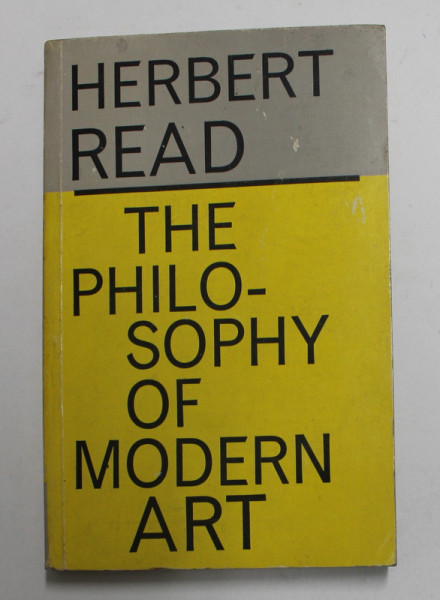 HERBERT
READ
THE
PHILO-
SOPHY
OF
MODERN
ART